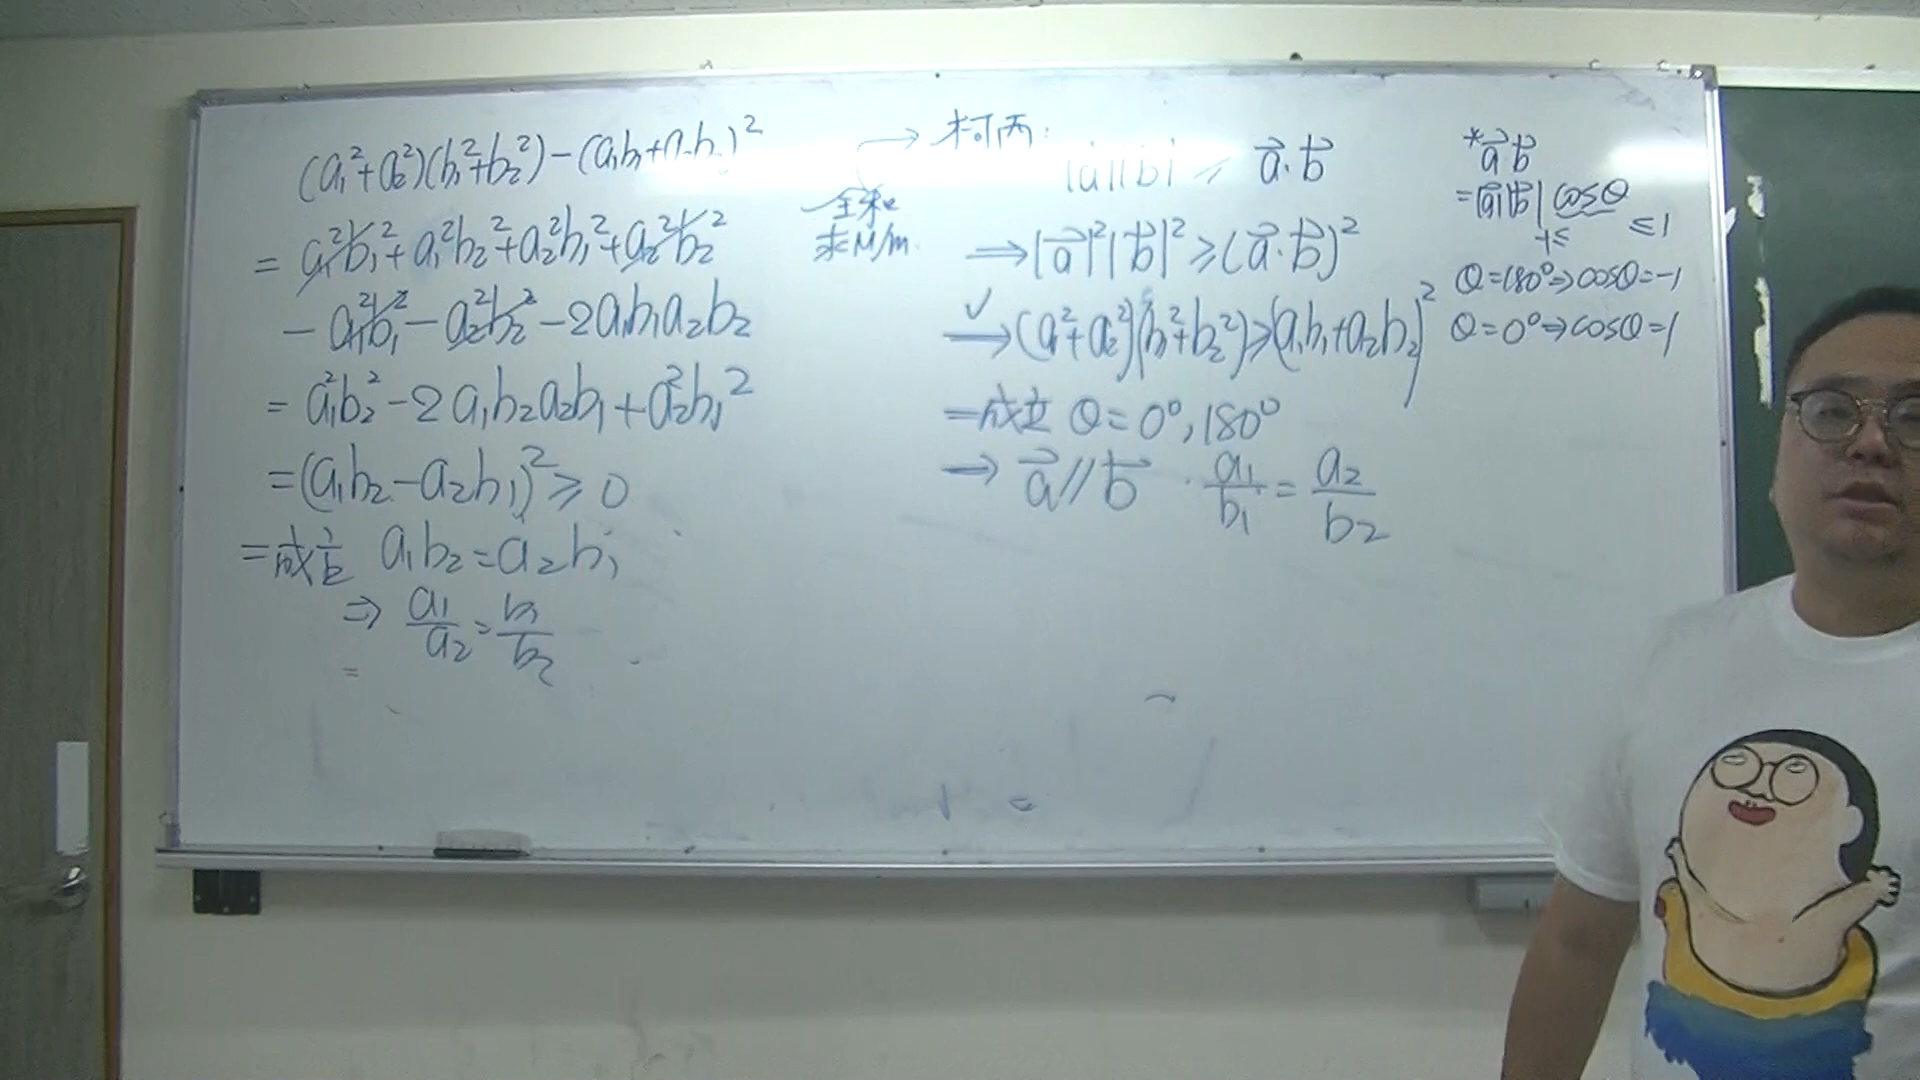 (a₁²+a₂²)(b₁²+b₂²)-(a₁b₁+a₂b₂)²
= a₁²b₁²+a₁²b₂²+a₂²b₁²+a₂²b₂²
- a₁²b₁²-a₂²b₂²-2a₁b₁a₂b₂
= a₁²b₂²-2a₁b₂a₂b₁+a₂²b₁²
=(a₁b₂-a₂b₁)²≥0
=成立 a₁b₂=a₂b₁
⇒ a₁/a₂=b₁/b₂
求M/m
→ 柯西:
|a||b| ≥ a⃗·b⃗
⇒|a⃗|²|b⃗|²≥(a⃗·b⃗)²
✓
→(a₁²+a₂²)(b₁²+b₂²)≥(a₁b₁+a₂b₂)²
=成立 θ=0°,180°
→ a⃗//b⃗ · a₁/b₁=a₂/b₂
*a⃗ b⃗
=|a⃗||b⃗| cosθ
-1≤ ≤1
θ=180°⇒cosθ=-1
θ=0°⇒cosθ=1